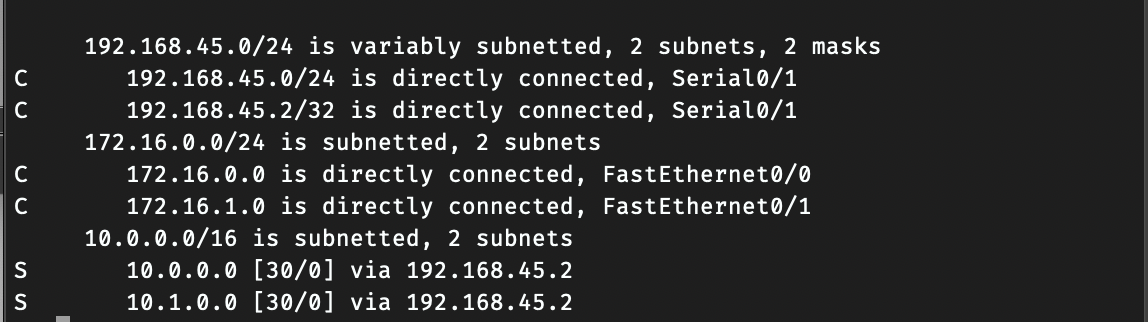 192.168.45.0/24 is variably subnetted, 2 subnets, 2 masks
C 192.168.45.0/24 is directly connected, Serial0/1
C 192.168.45.2/32 is directly connected, Serial0/1
172.16.0.0/24 is subnetted, 2 subnets
C 172.16.0.0 is directly connected, FastEthernet0/0
C 172.16.1.0 is directly connected, FastEthernet0/1
10.0.0.0/16 is subnetted, 2 subnets
S 10.0.0.0 [30/0] via 192.168.45.2
S 10.1.0.0 [30/0] via 192.168.45.2